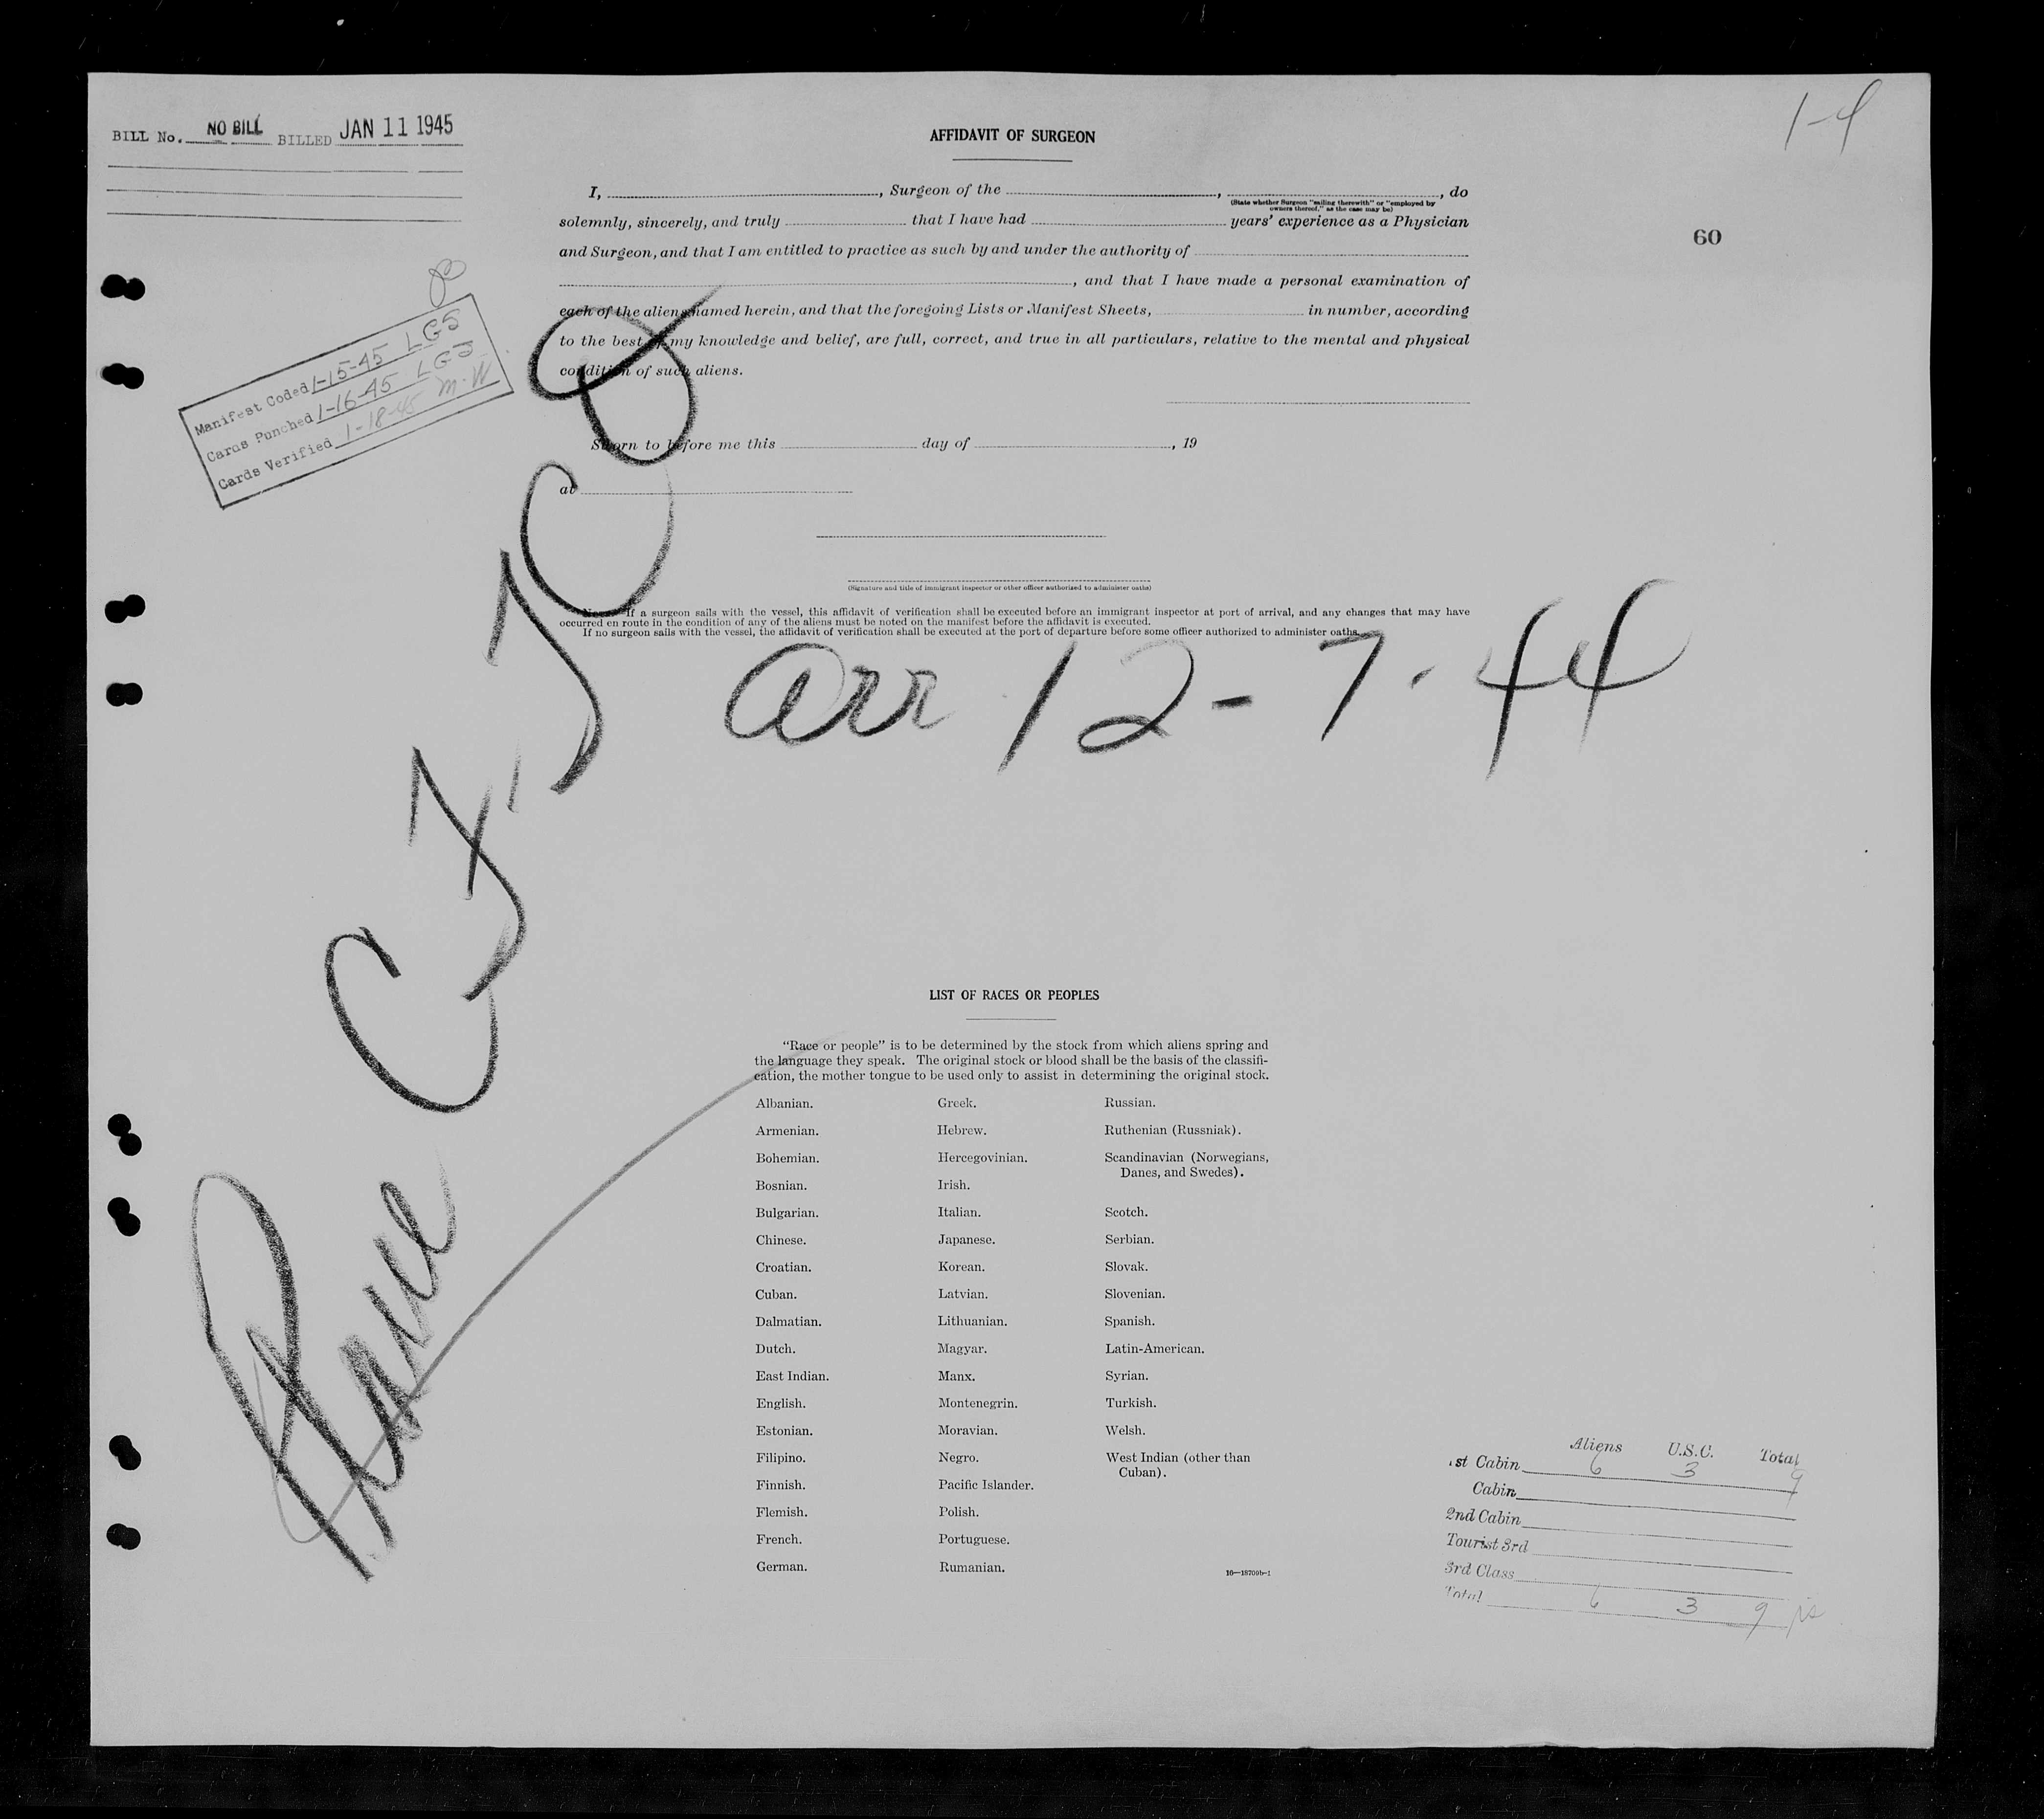 1-4
BILL No. NO BILL BILLED JAN 11 1945
AFFIDAVIT OF SURGEON
60
I, , Surgeon of the , , do
(State whether Surgeon "sailing therewith" or "employed by
owners thereof," as the case may be)
solemnly, sincerely, and truly that I have had years' experience as a Physician
and Surgeon, and that I am entitled to practice as such by and under the authority of
, and that I have made a personal examination of
each of the aliens named herein, and that the foregoing Lists or Manifest Sheets, in number, according
to the best of my knowledge and belief, are full, correct, and true in all particulars, relative to the mental and physical
condition of such aliens.
Manifest Coded 1-15-45 LGS
Cards Punched 1-16-45 LGS
Cards Verified 1-18-45 M.W
Sworn to before me this day of , 19
at
(Signature and title of immigrant inspector or other officer authorized to administer oaths)
Note.—If a surgeon sails with the vessel, this affidavit of verification shall be executed before an immigrant inspector at port of arrival, and any changes that may have
occurred en route in the condition of any of the aliens must be noted on the manifest before the affidavit is executed.
If no surgeon sails with the vessel, the affidavit of verification shall be executed at the port of departure before some officer authorized to administer oaths.
arr 12-7-44
Plane
LIST OF RACES OR PEOPLES
"Race or people" is to be determined by the stock from which aliens spring and
the language they speak. The original stock or blood shall be the basis of the classifi-
cation, the mother tongue to be used only to assist in determining the original stock.
Albanian. Greek. Russian.
Armenian. Hebrew. Ruthenian (Russniak).
Bohemian. Hercegovinian. Scandinavian (Norwegians,
Danes, and Swedes).
Bosnian. Irish.
Bulgarian. Italian. Scotch.
Chinese. Japanese. Serbian.
Croatian. Korean. Slovak.
Cuban. Latvian. Slovenian.
Dalmatian. Lithuanian. Spanish.
Dutch. Magyar. Latin-American.
East Indian. Manx. Syrian.
English. Montenegrin. Turkish.
Estonian. Moravian. Welsh.
Filipino. Negro. West Indian (other than
Cuban).
Finnish. Pacific Islander.
Flemish. Polish.
French. Portuguese.
German. Rumanian.
16—18709b-1
Aliens U.S.C. Total
1st Cabin 6 3 9
Cabin
2nd Cabin
Tourist 3rd
3rd Class
Total 6 3 9